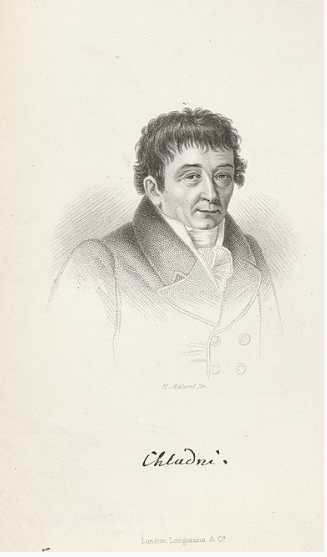 H. Adlard, Sc.
Chladni.
London: Longmans & Co.